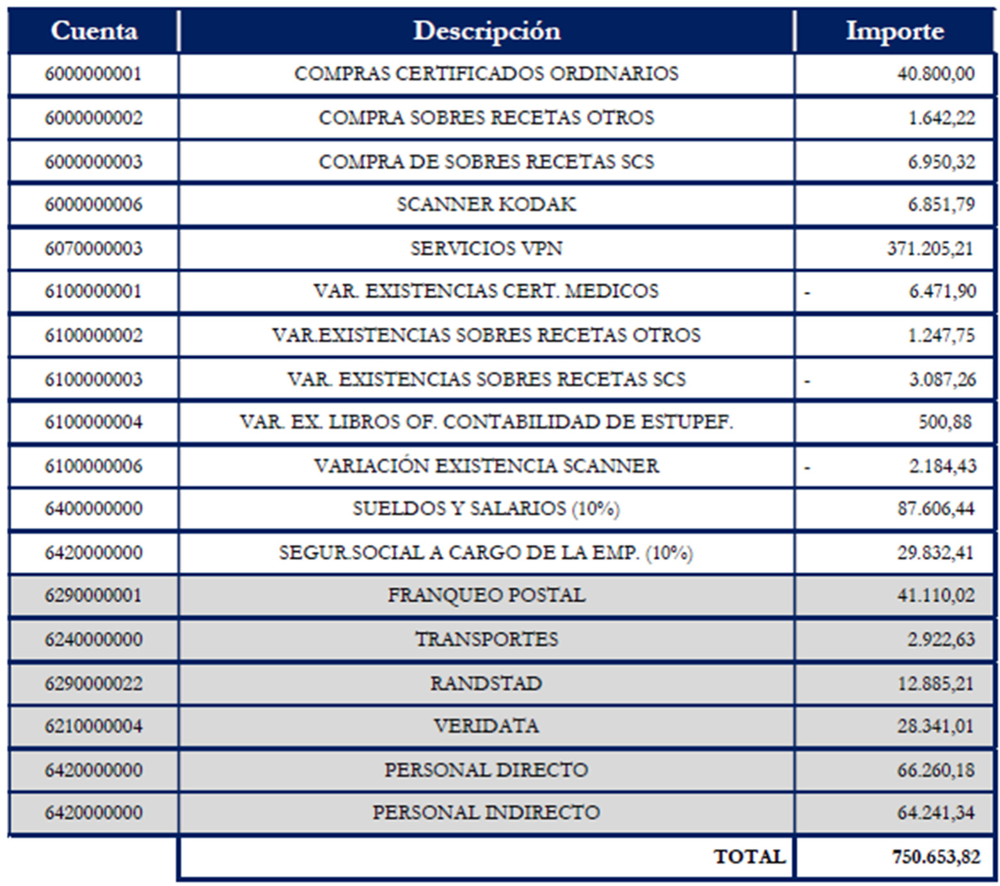 Cuenta Descripción Importe
6000000001 COMPRAS CERTIFICADOS ORDINARIOS 40.800,00
6000000002 COMPRA SOBRES RECETAS OTROS 1.642,22
6000000003 COMPRA DE SOBRES RECETAS SCS 6.950,32
6000000006 SCANNER KODAK 6.851,79
6070000003 SERVICIOS VPN 371.205,21
6100000001 VAR. EXISTENCIAS CERT. MEDICOS - 6.471,90
6100000002 VAR.EXISTENCIAS SOBRES RECETAS OTROS 1.247,75
6100000003 VAR. EXISTENCIAS SOBRES RECETAS SCS - 3.087,26
6100000004 VAR. EX. LIBROS OF. CONTABILIDAD DE ESTUPEF. 500,88
6100000006 VARIACIÓN EXISTENCIA SCANNER - 2.184,43
6400000000 SUELDOS Y SALARIOS (10%) 87.606,44
6420000000 SEGUR.SOCIAL A CARGO DE LA EMP. (10%) 29.832,41
6290000001 FRANQUEO POSTAL 41.110,02
6240000000 TRANSPORTES 2.922,63
6290000022 RANDSTAD 12.885,21
6210000004 VERIDATA 28.341,01
6420000000 PERSONAL DIRECTO 66.260,18
6420000000 PERSONAL INDIRECTO 64.241,34
TOTAL 750.653,82